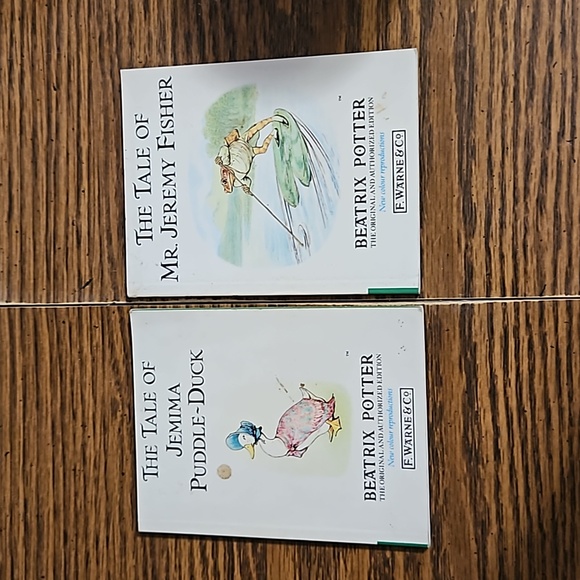 THE TALE OF
MR. JEREMY FISHER
BEATRIX POTTER
THE ORIGINAL AND AUTHORIZED EDITION
New colour reproductions
F. WARNE & Co
THE TALE OF
JEMIMA
PUDDLE-DUCK
BEATRIX POTTER
THE ORIGINAL AND AUTHORIZED EDITION
New colour reproductions
F. WARNE & Co